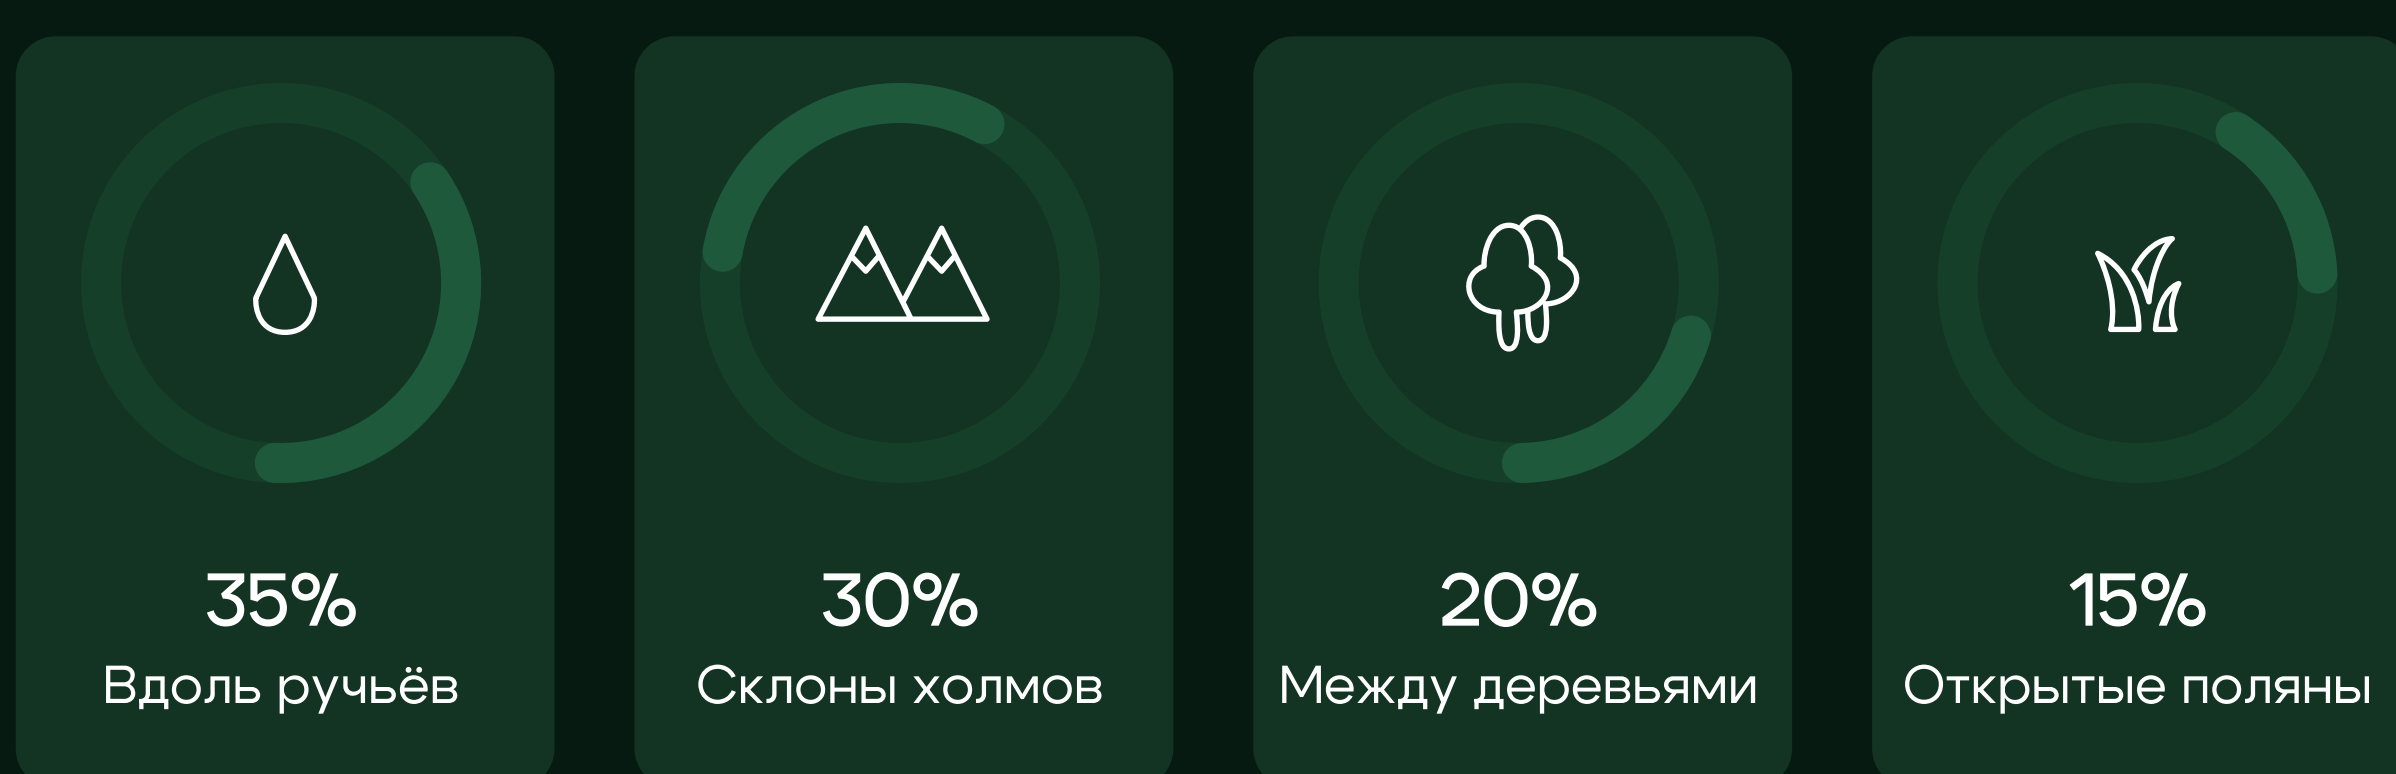 35%
Вдоль ручьёв
30%
Склоны холмов
20%
Между деревьями
15%
Открытые поляны